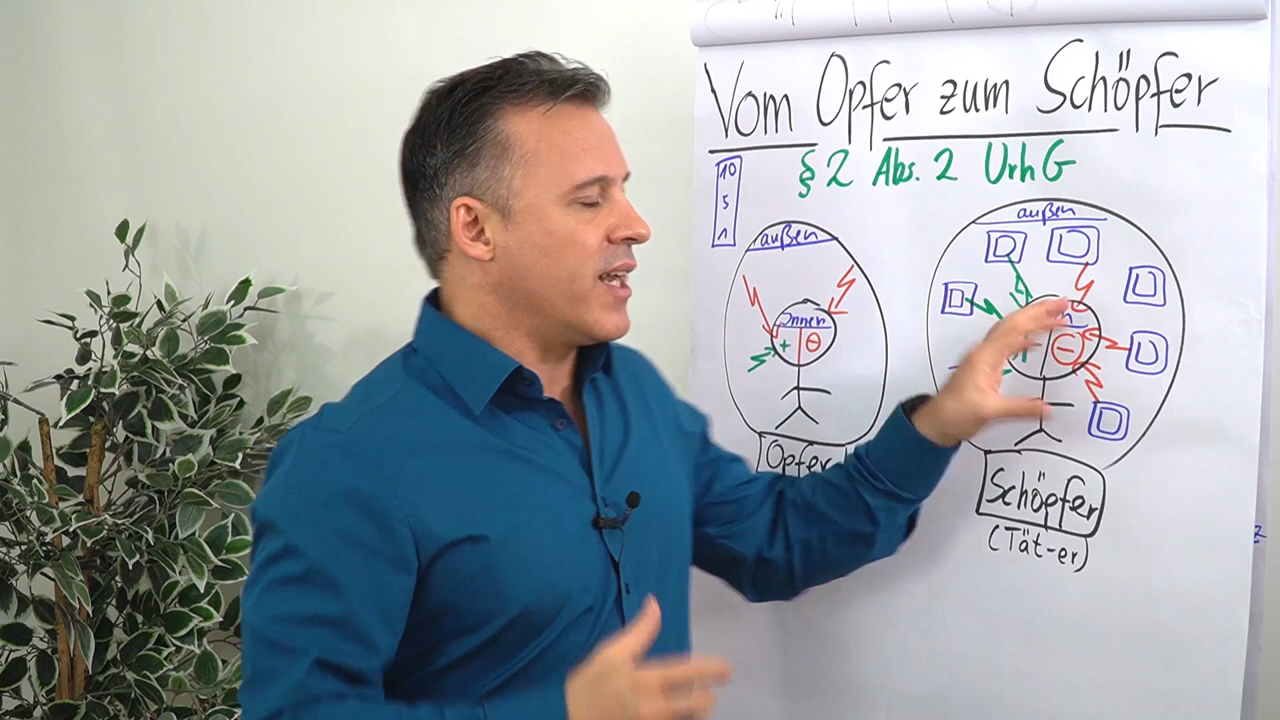 Vom Opfer zum Schöpfer
§2 Abs. 2 UrhG
10
5
1
außen
Innen
+ −
Opfer
außen
−
Schöpfer
(Tät-er)